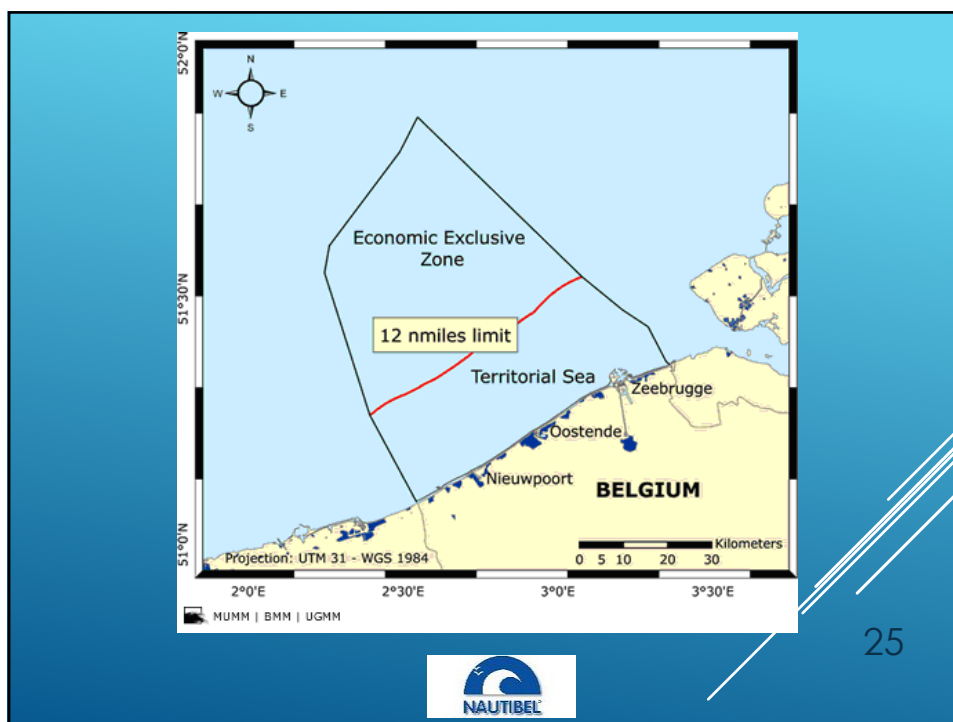 52°0'N
N
W
E
S
Economic Exclusive
Zone
51°30'N
12 nmiles limit
Territorial Sea
Zeebrugge
Oostende
Nieuwpoort
BELGIUM
51°0'N
Projection: UTM 31 - WGS 1984
Kilometers
0 5 10 20 30
2°0'E 2°30'E 3°0'E 3°30'E
MUMM | BMM | UGMM
25
NAUTIBEL